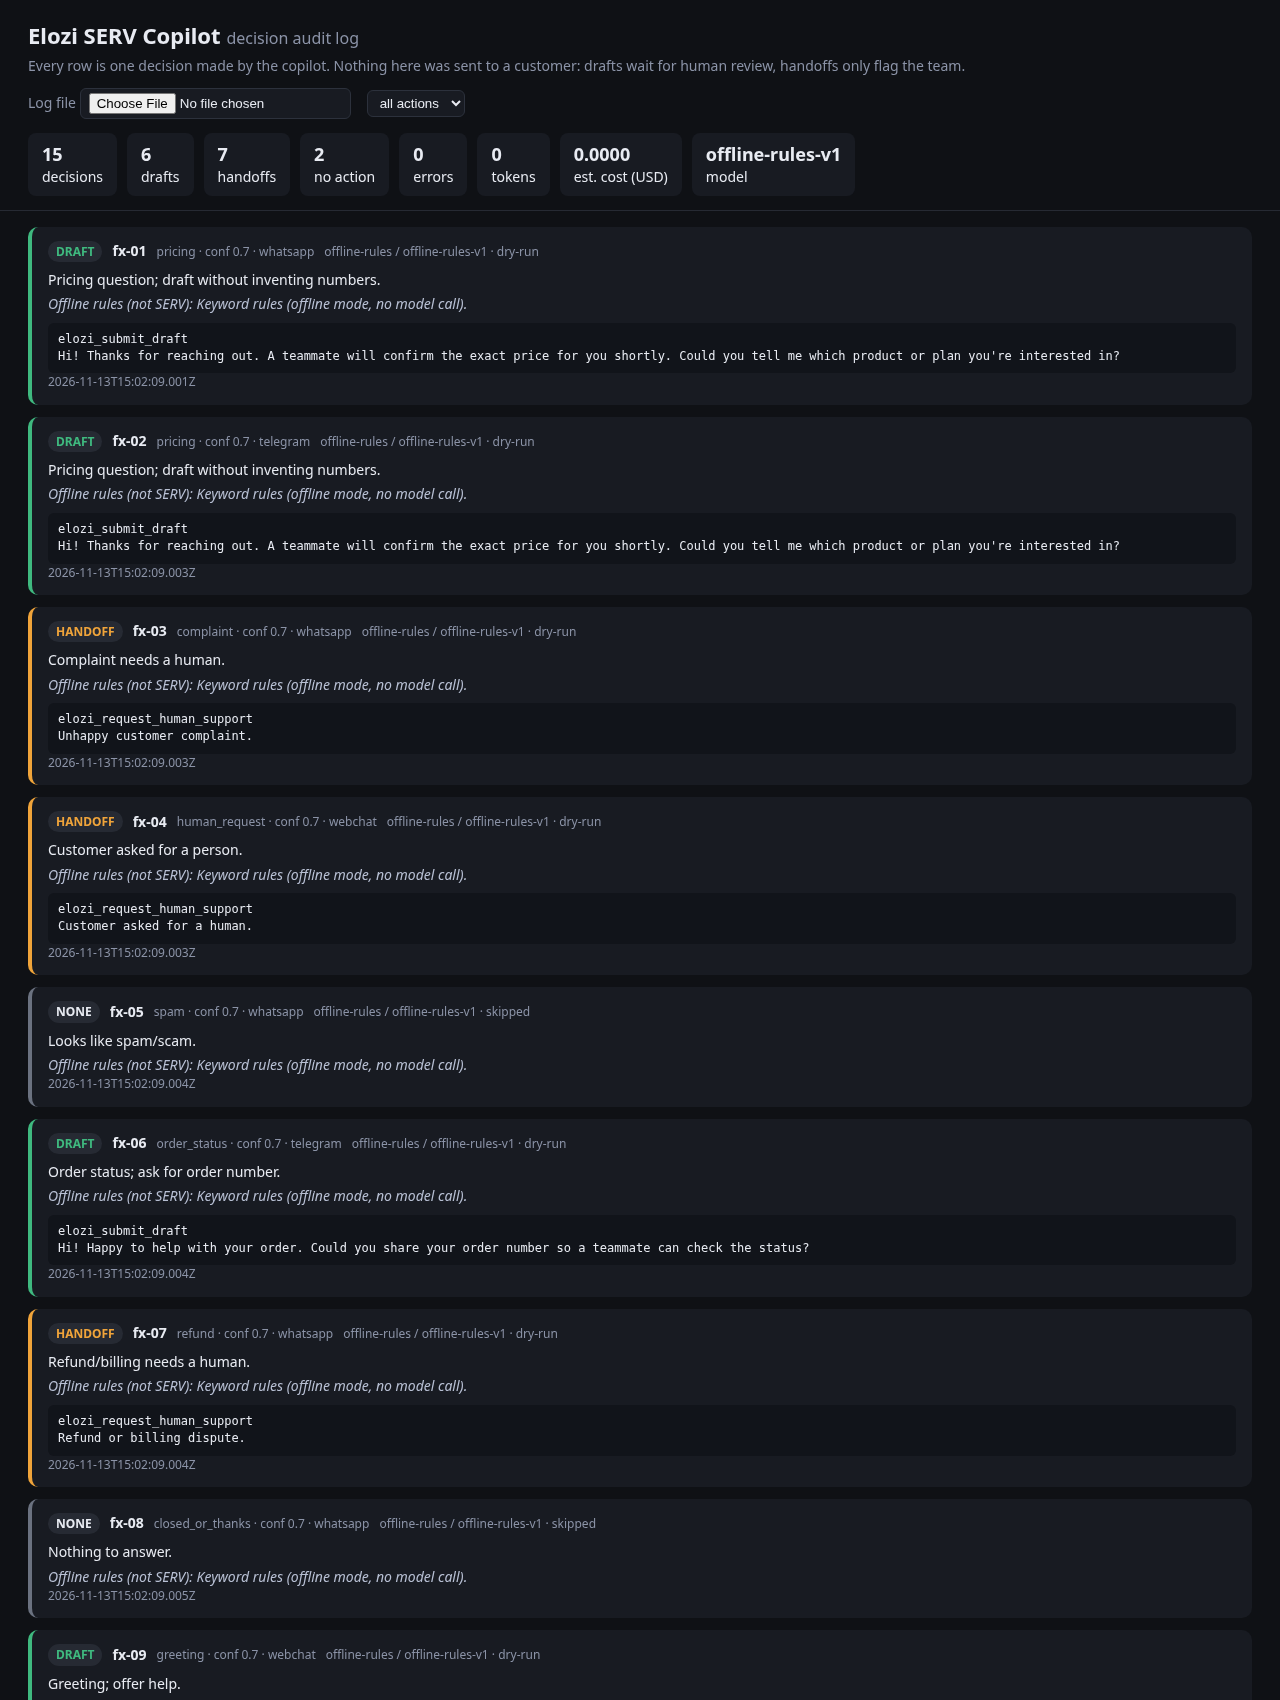 Elozi SERV Copilot decision audit log
Every row is one decision made by the copilot. Nothing here was sent to a customer: drafts wait for human review, handoffs only flag the team.
Log file Choose File No file chosen all actions
15 6 7 2 0 0 0.0000 offline-rules-v1
decisions drafts handoffs no action errors tokens est. cost (USD) model
DRAFT fx-01 pricing · conf 0.7 · whatsapp offline-rules / offline-rules-v1 · dry-run
Pricing question; draft without inventing numbers.
Offline rules (not SERV): Keyword rules (offline mode, no model call).
elozi_submit_draft
Hi! Thanks for reaching out. A teammate will confirm the exact price for you shortly. Could you tell me which product or plan you're interested in?
2026-11-13T15:02:09.001Z
DRAFT fx-02 pricing · conf 0.7 · telegram offline-rules / offline-rules-v1 · dry-run
Pricing question; draft without inventing numbers.
Offline rules (not SERV): Keyword rules (offline mode, no model call).
elozi_submit_draft
Hi! Thanks for reaching out. A teammate will confirm the exact price for you shortly. Could you tell me which product or plan you're interested in?
2026-11-13T15:02:09.003Z
HANDOFF fx-03 complaint · conf 0.7 · whatsapp offline-rules / offline-rules-v1 · dry-run
Complaint needs a human.
Offline rules (not SERV): Keyword rules (offline mode, no model call).
elozi_request_human_support
Unhappy customer complaint.
2026-11-13T15:02:09.003Z
HANDOFF fx-04 human_request · conf 0.7 · webchat offline-rules / offline-rules-v1 · dry-run
Customer asked for a person.
Offline rules (not SERV): Keyword rules (offline mode, no model call).
elozi_request_human_support
Customer asked for a human.
2026-11-13T15:02:09.003Z
NONE fx-05 spam · conf 0.7 · whatsapp offline-rules / offline-rules-v1 · skipped
Looks like spam/scam.
Offline rules (not SERV): Keyword rules (offline mode, no model call).
2026-11-13T15:02:09.004Z
DRAFT fx-06 order_status · conf 0.7 · telegram offline-rules / offline-rules-v1 · dry-run
Order status; ask for order number.
Offline rules (not SERV): Keyword rules (offline mode, no model call).
elozi_submit_draft
Hi! Happy to help with your order. Could you share your order number so a teammate can check the status?
2026-11-13T15:02:09.004Z
HANDOFF fx-07 refund · conf 0.7 · whatsapp offline-rules / offline-rules-v1 · dry-run
Refund/billing needs a human.
Offline rules (not SERV): Keyword rules (offline mode, no model call).
elozi_request_human_support
Refund or billing dispute.
2026-11-13T15:02:09.004Z
NONE fx-08 closed_or_thanks · conf 0.7 · whatsapp offline-rules / offline-rules-v1 · skipped
Nothing to answer.
Offline rules (not SERV): Keyword rules (offline mode, no model call).
2026-11-13T15:02:09.005Z
DRAFT fx-09 greeting · conf 0.7 · webchat offline-rules / offline-rules-v1 · dry-run
Greeting; offer help.